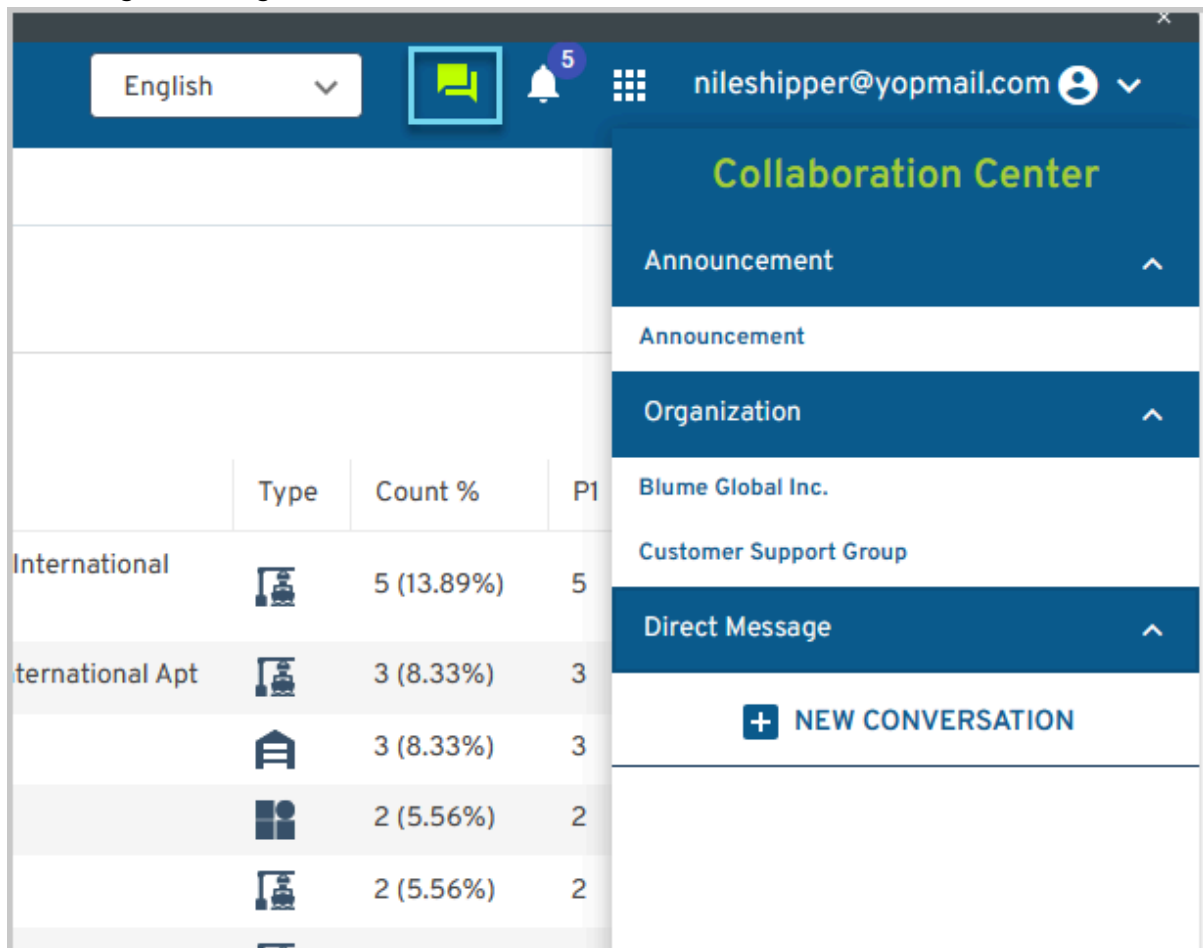 English
5
nileshipper@yopmail.com
Collaboration Center
Announcement
Announcement
Organization
Blume Global Inc.
Customer Support Group
Direct Message
NEW CONVERSATION
Type Count % P1
International
5 (13.89%) 5
ternational Apt 3 (8.33%) 3
3 (8.33%) 3
2 (5.56%) 2
2 (5.56%) 2